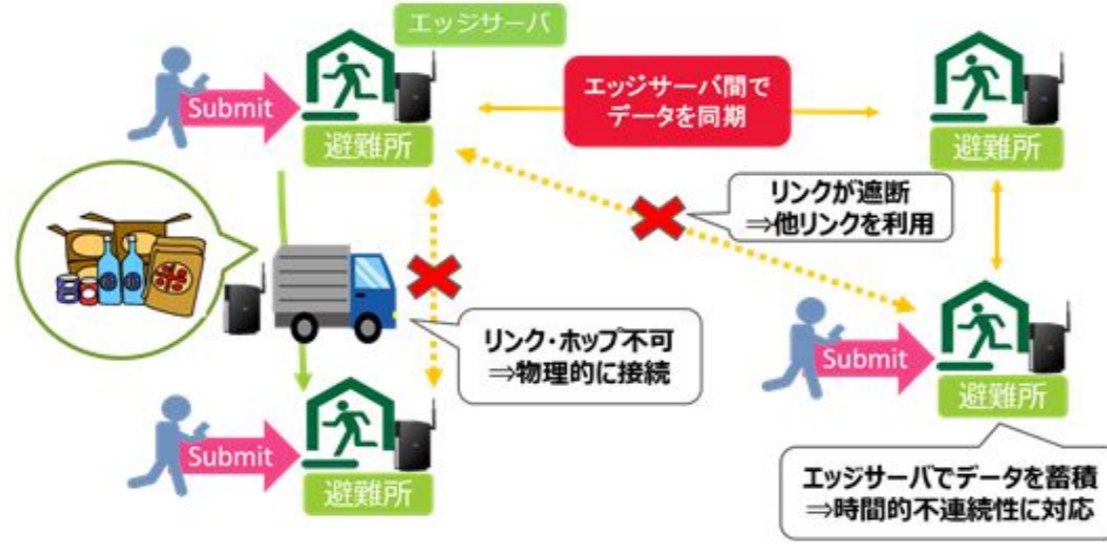 エッジサーバ
Submit
避難所
エッジサーバ間で
データを同期
避難所
リンクが遮断
⇒他リンクを利用
リンク・ホップ不可
⇒物理的に接続
Submit
避難所
Submit
避難所
エッジサーバでデータを蓄積
⇒時間的不連続性に対応